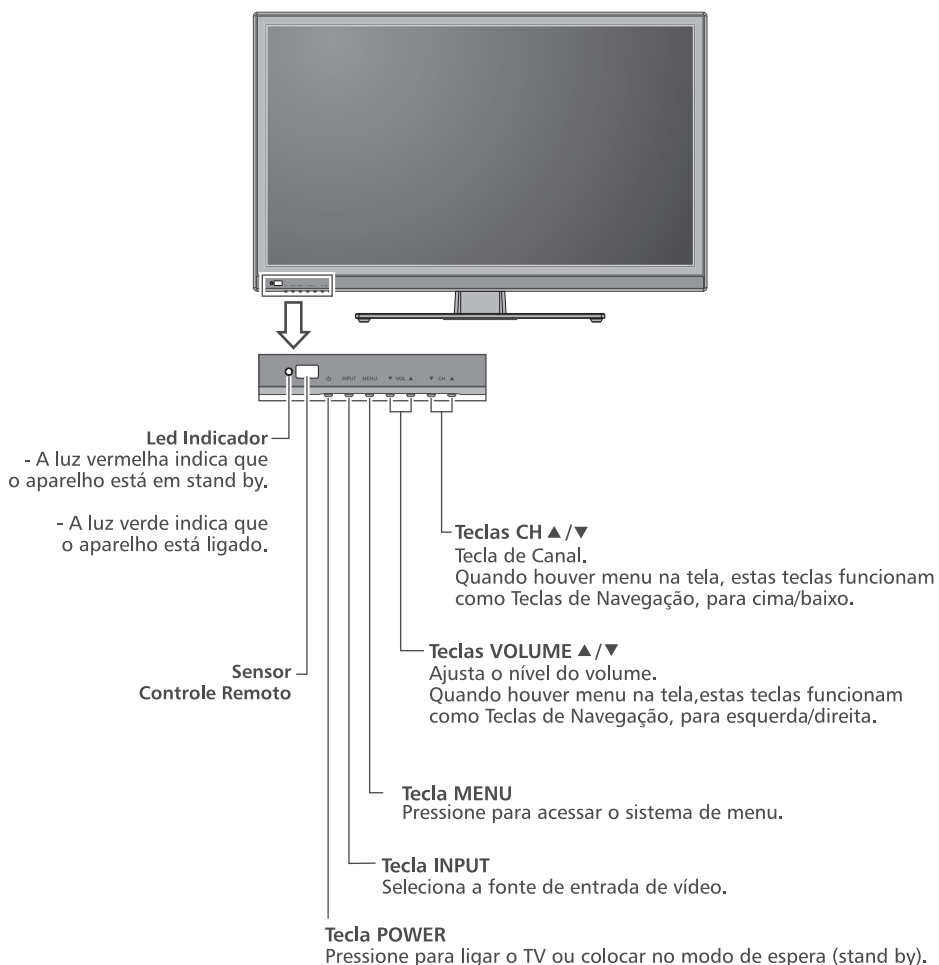 INPUT MENU ▼ VOL ▲ ▼ CH ▲
Led Indicador
- A luz vermelha indica que
o aparelho está em stand by.
- A luz verde indica que
o aparelho está ligado.
Teclas CH ▲/▼
Tecla de Canal.
Quando houver menu na tela, estas teclas funcionam
como Teclas de Navegação, para cima/baixo.
Teclas VOLUME ▲/▼
Ajusta o nível do volume.
Quando houver menu na tela,estas teclas funcionam
como Teclas de Navegação, para esquerda/direita.
Sensor
Controle Remoto
Tecla MENU
Pressione para acessar o sistema de menu.
Tecla INPUT
Seleciona a fonte de entrada de vídeo.
Tecla POWER
Pressione para ligar o TV ou colocar no modo de espera (stand by).